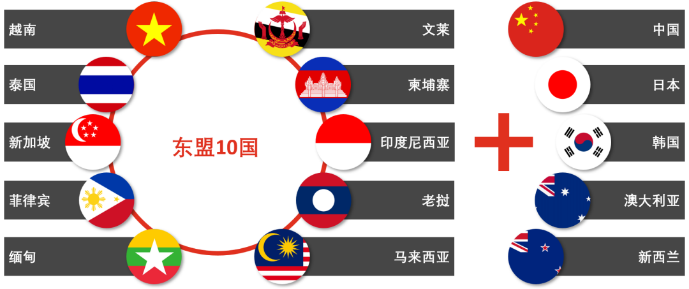 越南
文莱
中国
泰国
柬埔寨
日本
新加坡
东盟10国
印度尼西亚
韩国
菲律宾
老挝
澳大利亚
缅甸
马来西亚
新西兰